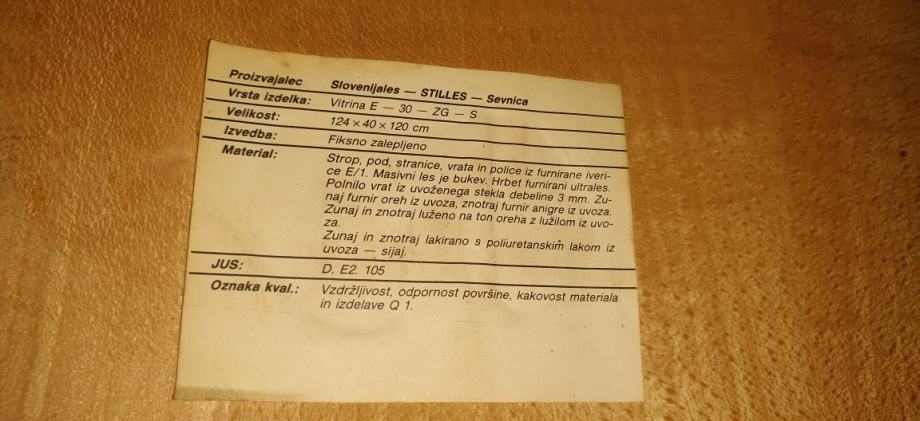 Proizvajalec Slovenijales — STILLES — Sevnica
Vrsta izdelka: Vitrina E — 30 — ZG — S
Velikost: 124 × 40 × 120 cm
Izvedba: Fiksno zalepljeno
Material: Strop, pod, stranice, vrata in police iz furnirane iveri-
ce E/1. Masivni les je bukev. Hrbet furnirani ultrales.
Polnilo vrat iz uvoženega stekla debeline 3 mm. Zu-
naj furnir oreh iz uvoza, znotraj furnir anigre iz uvoza.
Zunaj in znotraj luženo na ton oreha z lužilom iz uvo-
za.
Zunaj in znotraj lakirano s poliuretanskim lakom iz
uvoza — sijaj.
JUS: D. E2. 105
Oznaka kval.: Vzdržljivost, odpornost površine, kakovost materiala
in izdelave Q 1.